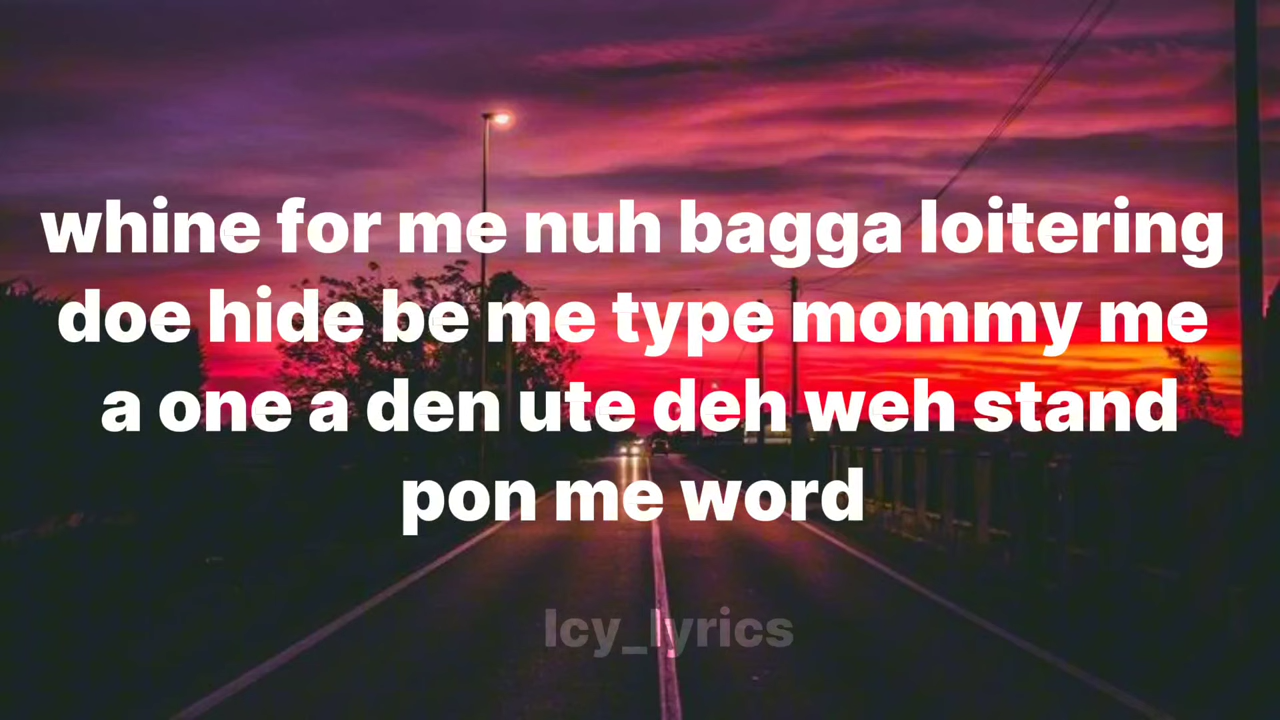 whine for me nuh bagga loitering
doe hide be me type mommy me
a one a den ute deh weh stand
pon me word
Icy_lyrics